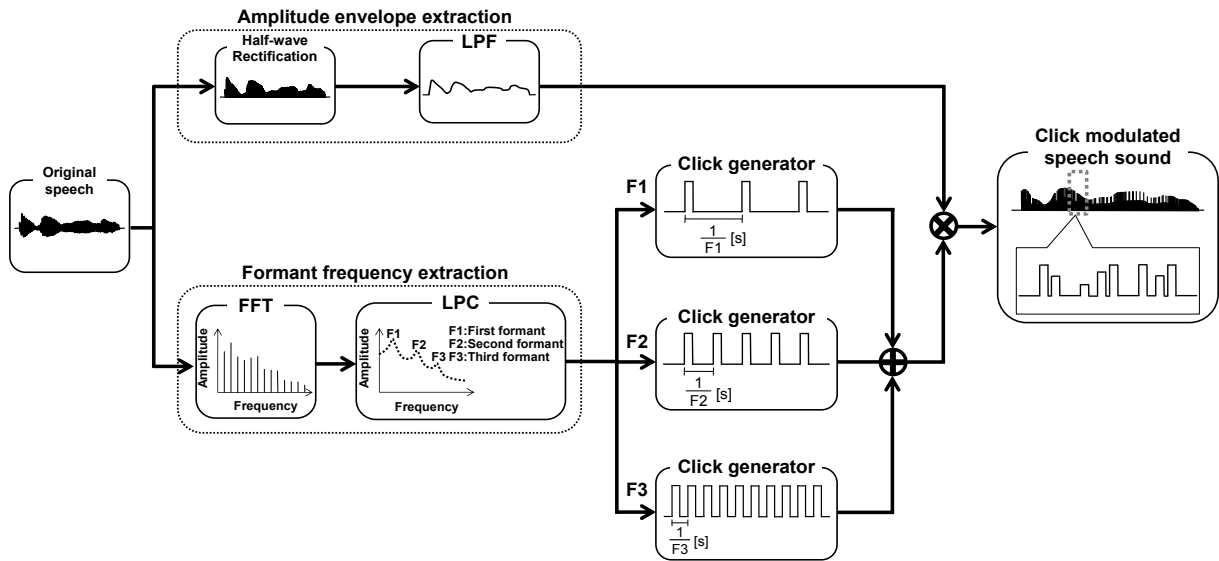 Amplitude envelope extraction
Half-wave
Rectification
LPF
Original
speech
Formant frequency extraction
FFT
Amplitude
Frequency
LPC
Amplitude
F1
F2
F3
F1:First formant
F2:Second formant
F3:Third formant
Frequency
F1
Click generator
1
F1
[s]
F2
Click generator
1
F2
[s]
F3
Click generator
1
F3
[s]
Click modulated
speech sound